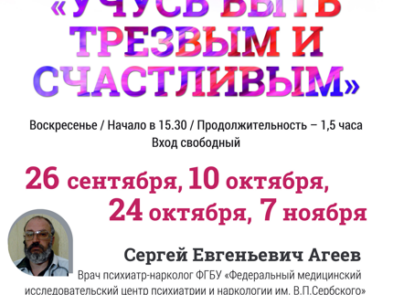 «УЧУСЬ БЫТЬ
ТРЕЗВЫМ И
СЧАСТЛИВЫМ»
Воскресенье / Начало в 15.30 / Продолжительность – 1,5 часа
Вход свободный
26 сентября, 10 октября,
24 октября, 7 ноября
Сергей Евгеньевич Агеев
Врач психиатр-нарколог ФГБУ «Федеральный медицинский
исследовательский центр психиатрии и наркологии им. В.П.Сербского»